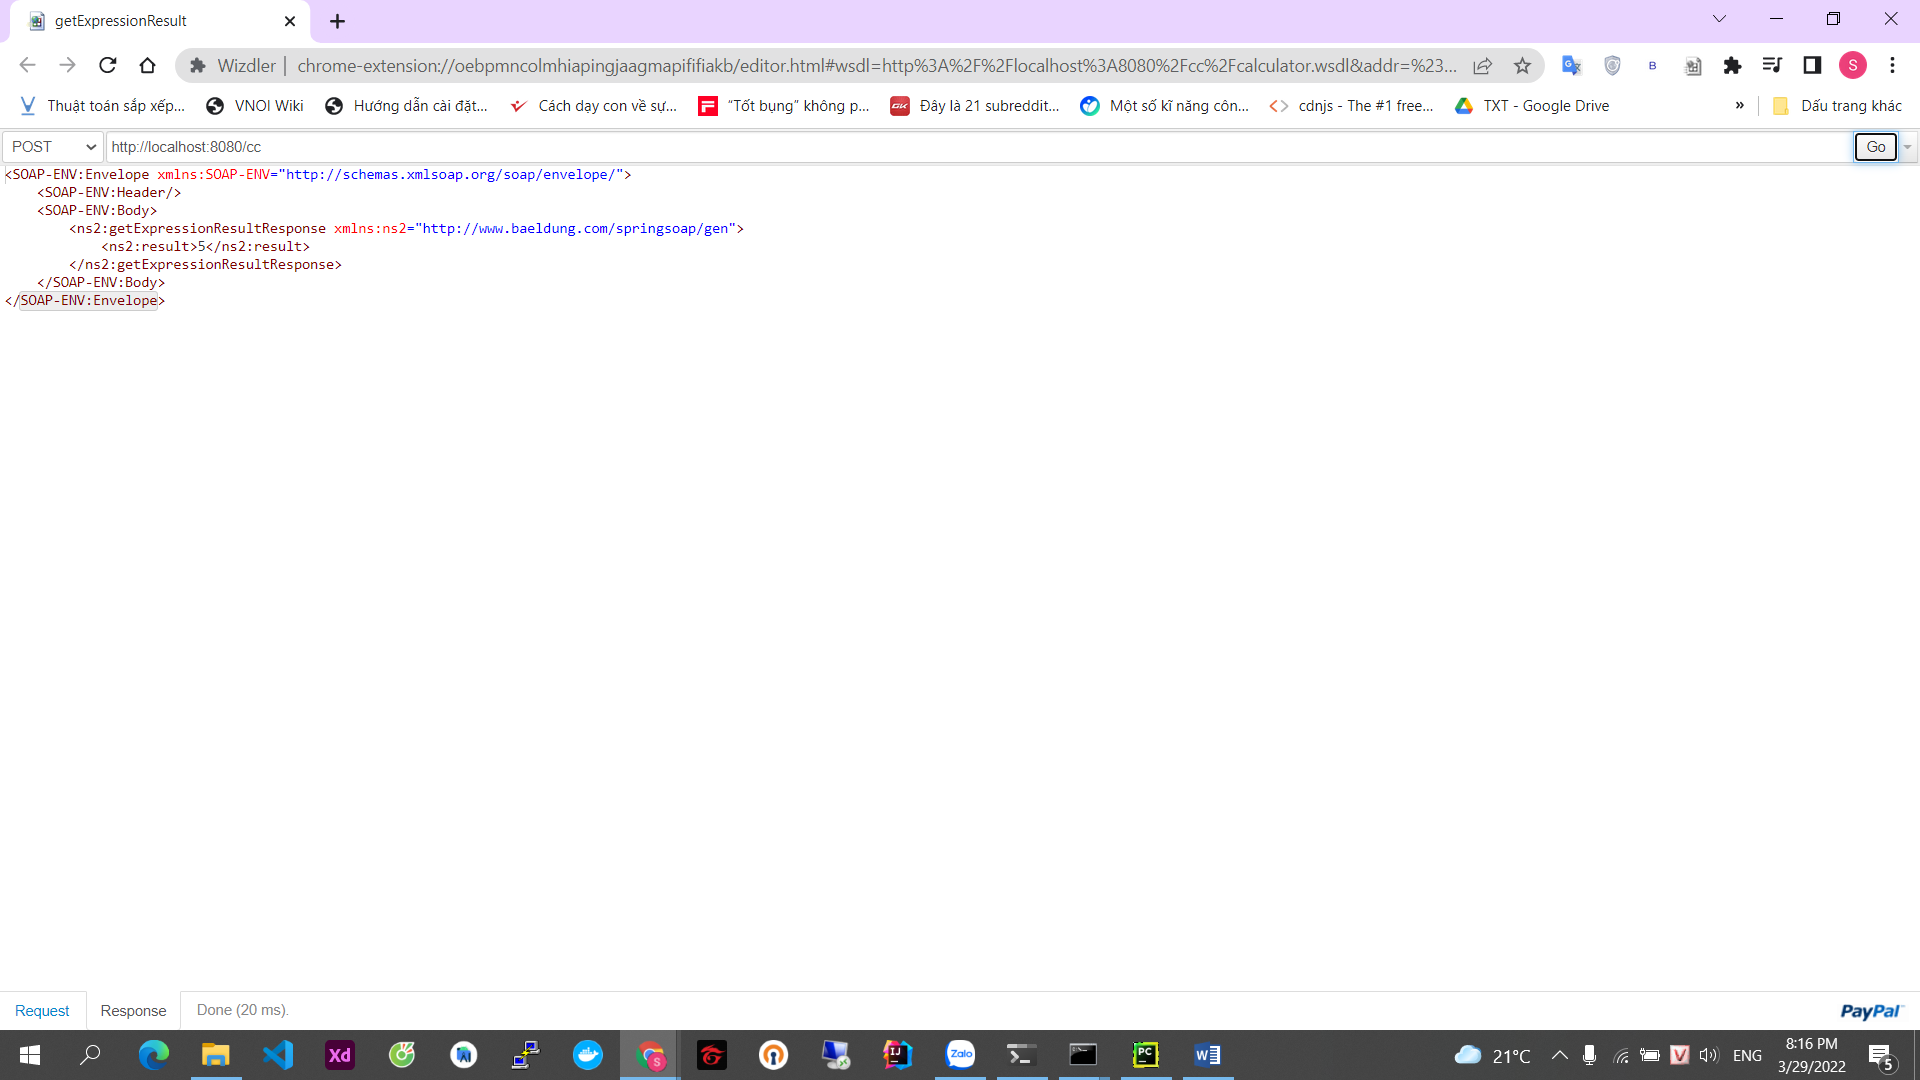 getExpressionResult
Wizdler | chrome-extension://oebpmncolmhiapingjaagmapififiakb/editor.html#wsdl=http%3A%2F%2Flocalhost%3A8080%2Fcc%2Fcalculator.wsdl&addr=%23... B S
Thuật toán sắp xếp... VNOI Wiki Hướng dẫn cài đặt... Cách dạy con về sự... “Tốt bụng” không p... GK Đây là 21 subreddit... Một số kĩ năng côn... cdnjs - The #1 free... TXT - Google Drive » Dấu trang khác
POST http://localhost:8080/cc Go
<SOAP-ENV:Envelope xmlns:SOAP-ENV="http://schemas.xmlsoap.org/soap/envelope/">
<SOAP-ENV:Header/>
<SOAP-ENV:Body>
<ns2:getExpressionResultResponse xmlns:ns2="http://www.baeldung.com/springsoap/gen">
<ns2:result>5</ns2:result>
</ns2:getExpressionResultResponse>
</SOAP-ENV:Body>
</SOAP-ENV:Envelope>
Request Response Done (20 ms). PayPal
Xd S IJ Zalo PC W 21°C V ENG 8:16 PM
3/29/2022 5